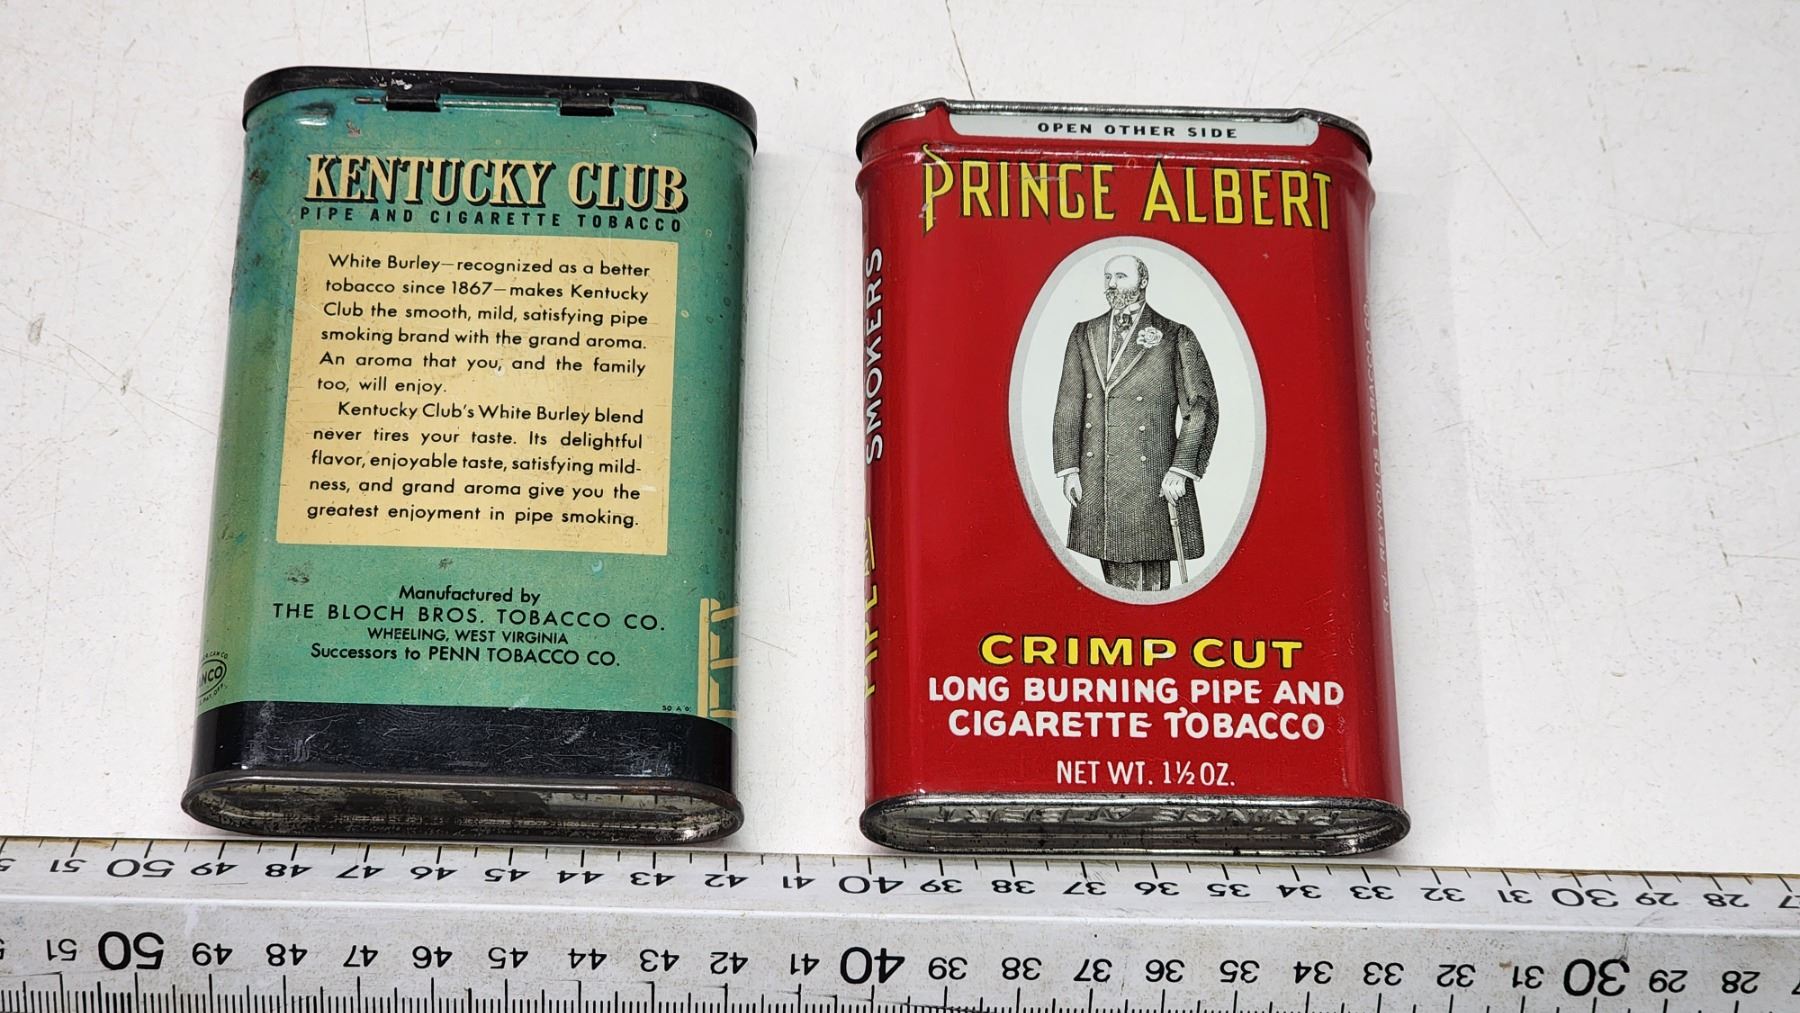 KENTUCKY CLUB
PIPE AND CIGARETTE TOBACCO
White Burley—recognized as a better
tobacco since 1867—makes Kentucky
Club the smooth, mild, satisfying pipe
smoking brand with the grand aroma.
An aroma that you, and the family
too, will enjoy.
Kentucky Club's White Burley blend
never tires your taste. Its delightful
flavor, enjoyable taste, satisfying mild-
ness, and grand aroma give you the
greatest enjoyment in pipe smoking.
Manufactured by
THE BLOCH BROS. TOBACCO CO.
WHEELING, WEST VIRGINIA
Successors to PENN TOBACCO CO.
OPEN OTHER SIDE
PRINCE ALBERT
SMOKERS
R. J. REYNOLDS TOBACCO CO.
CRIMP CUT
LONG BURNING PIPE AND
CIGARETTE TOBACCO
NET WT. 1½ OZ.
51 50 49 48 47 46 45 44 43 42 41 40 39 38 37 36 35 34 33 32 31 30 29 28 27
51 50 49 48 47 46 45 44 43 42 41 40 39 38 37 36 35 34 33 32 31 30 29 28